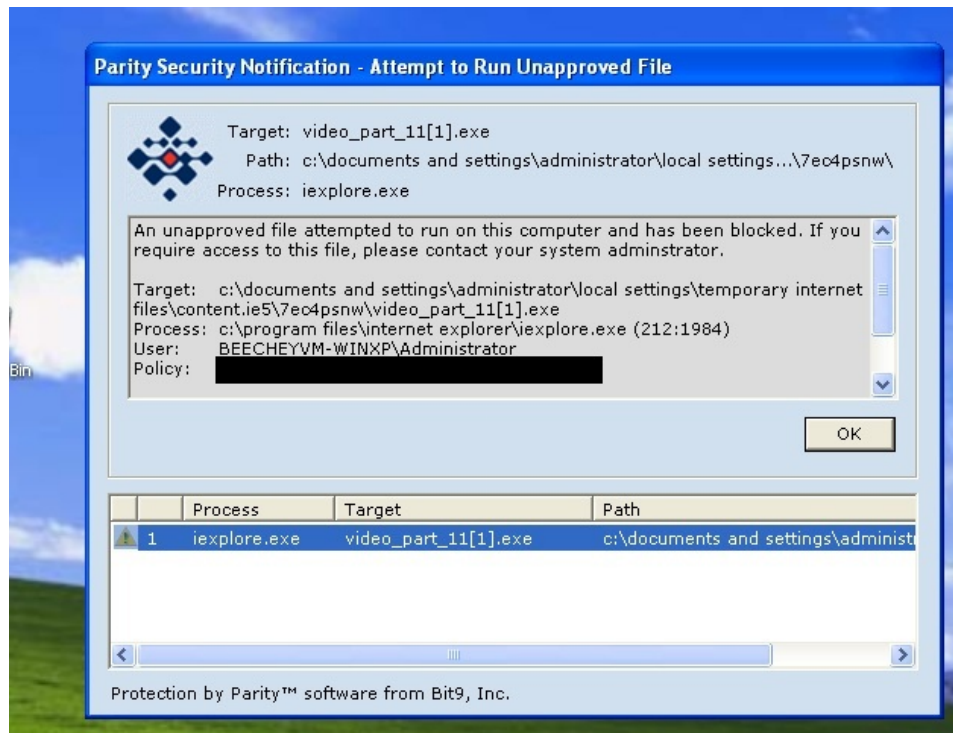 Parity Security Notification - Attempt to Run Unapproved File
Target: video_part_11[1].exe
Path: c:\documents and settings\administrator\local settings...\7ec4psnw\
Process: iexplore.exe
An unapproved file attempted to run on this computer and has been blocked. If you
require access to this file, please contact your system adminstrator.
Target: c:\documents and settings\administrator\local settings\temporary internet
files\content.ie5\7ec4psnw\video_part_11[1].exe
Process: c:\program files\internet explorer\iexplore.exe (212:1984)
User: BEECHEYVM-WINXP\Administrator
Policy:
Bin
OK
Process Target Path
1 iexplore.exe video_part_11[1].exe c:\documents and settings\administ
Protection by Parity™ software from Bit9, Inc.